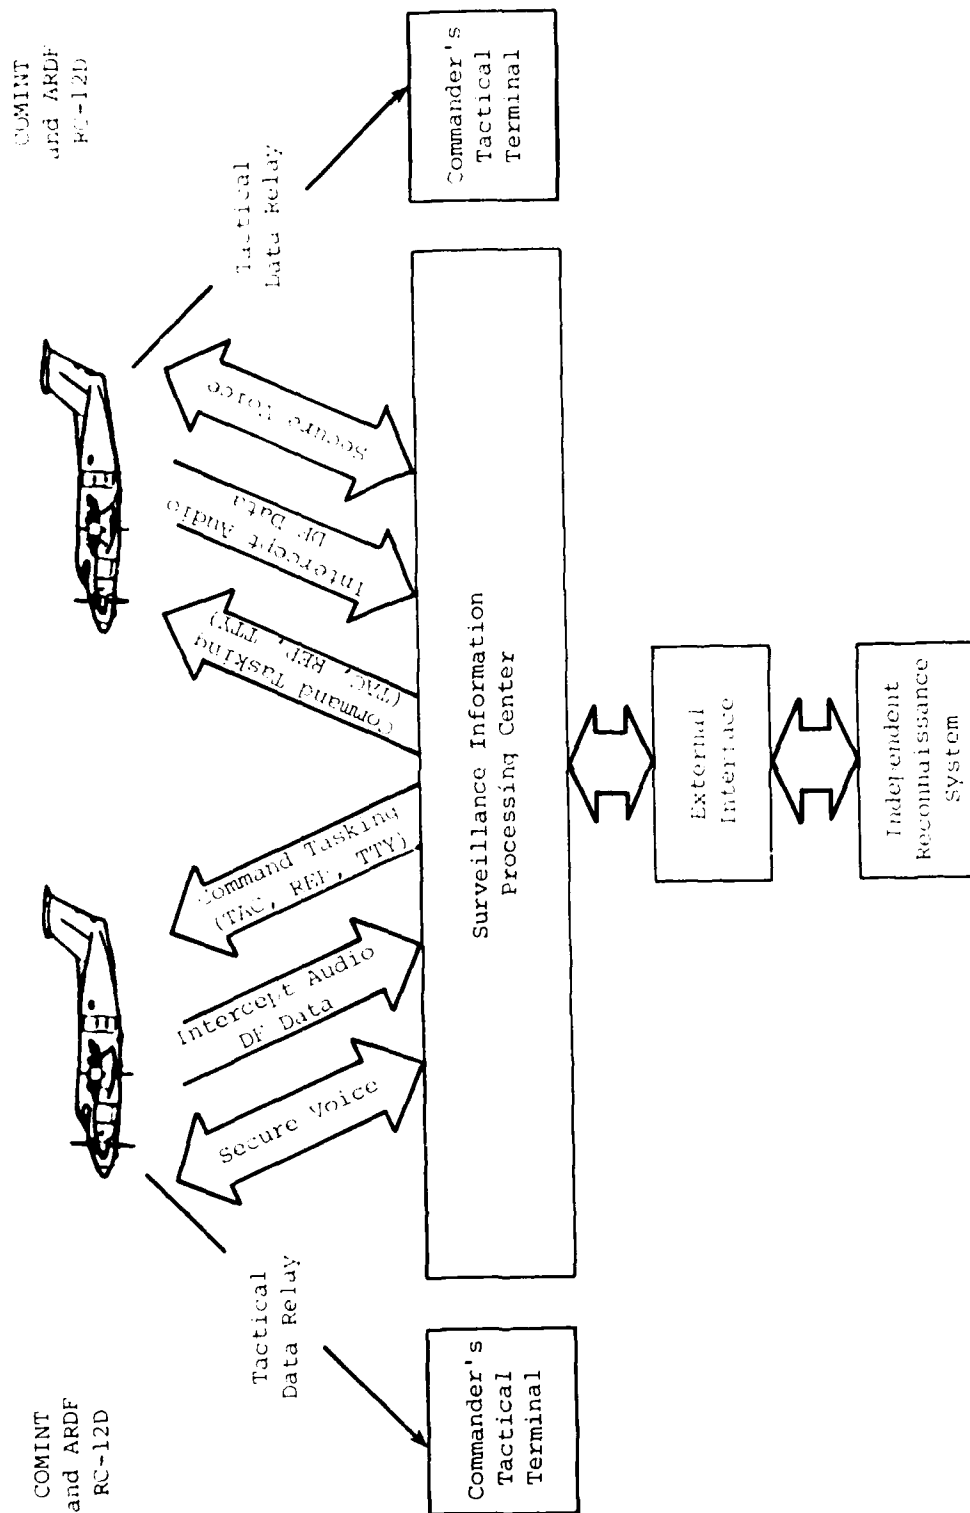 COMINT
and ARDF
RC-12D
COMINT
and ARDF
RC-12D
Tactical
Data Relay
Tactical
Data Relay
Secure Voice
Intercept Audio
DF Data
Command Tasking
(TAC, REP, TTY)
Command Tasking
(TAC, REP, TTY)
Intercept Audio
DF Data
Secure Voice
Commander's
Tactical
Terminal
Surveillance Information
Processing Center
Commander's
Tactical
Terminal
External
Interface
Independent
Reconnaissance
System